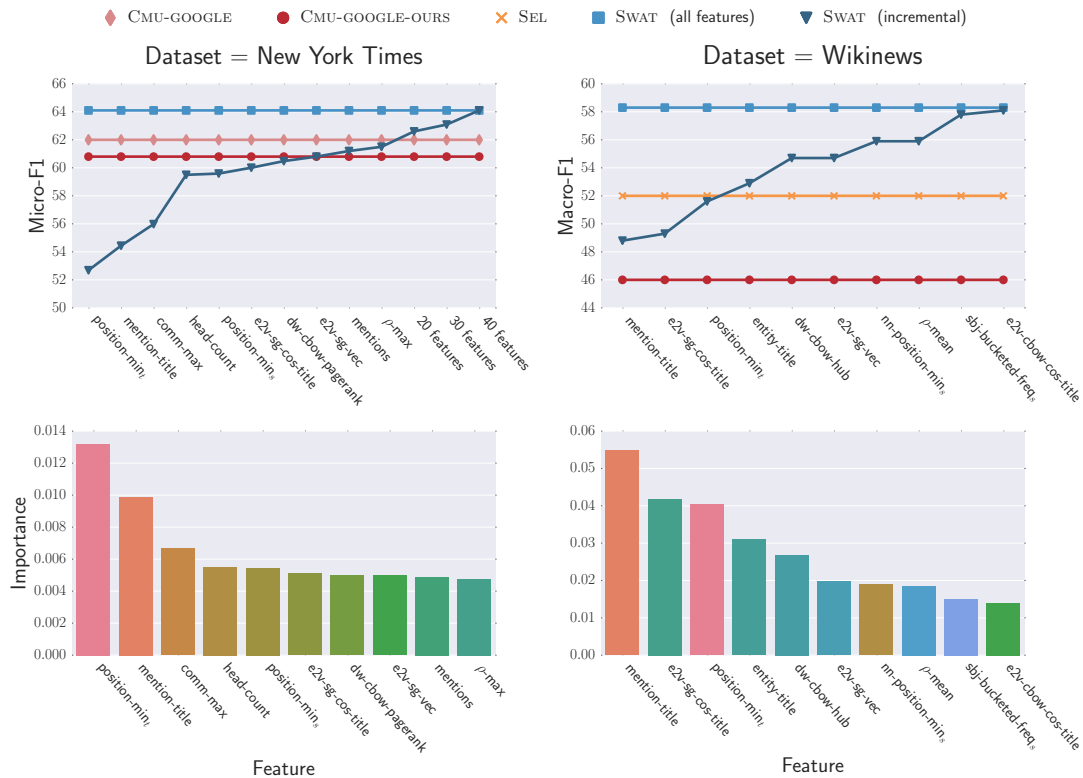 CMU-GOOGLE CMU-GOOGLE-OURS SEL SWAT (all features) SWAT (incremental)
Dataset = New York Times
Micro-F1
66
64
62
60
58
56
54
52
50
position-minₜ
mention-title
comm-max
head-count
position-minₛ
e2v-sg-cos-title
dw-cbow-pagerank
e2v-sg-vec
mentions
ρ-max
20 features
30 features
40 features
Dataset = Wikinews
Macro-F1
60
58
56
54
52
50
48
46
44
mention-title
e2v-sg-cos-title
position-minₜ
entity-title
dw-cbow-hub
e2v-sg-vec
nn-position-minₛ
ρ-mean
sbj-bucketed-freqₛ
e2v-cbow-cos-title
Importance
0.014
0.012
0.010
0.008
0.006
0.004
0.002
0.000
position-minₜ
mention-title
comm-max
head-count
position-minₛ
e2v-sg-cos-title
dw-cbow-pagerank
e2v-sg-vec
mentions
ρ-max
Feature
0.06
0.05
0.04
0.03
0.02
0.01
0.00
mention-title
e2v-sg-cos-title
position-minₜ
entity-title
dw-cbow-hub
e2v-sg-vec
nn-position-minₛ
ρ-mean
sbj-bucketed-freqₛ
e2v-cbow-cos-title
Feature